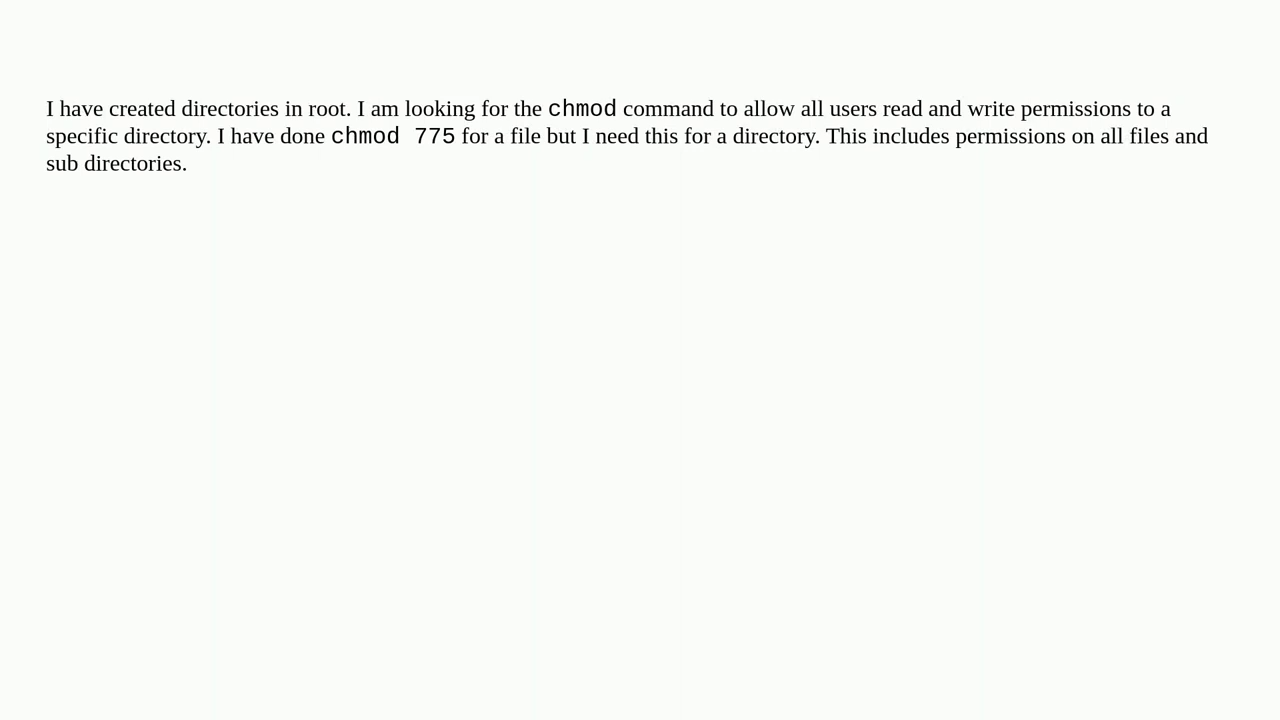 I have created directories in root. I am looking for the chmod command to allow all users read and write permissions to a
specific directory. I have done chmod 775 for a file but I need this for a directory. This includes permissions on all files and
sub directories.